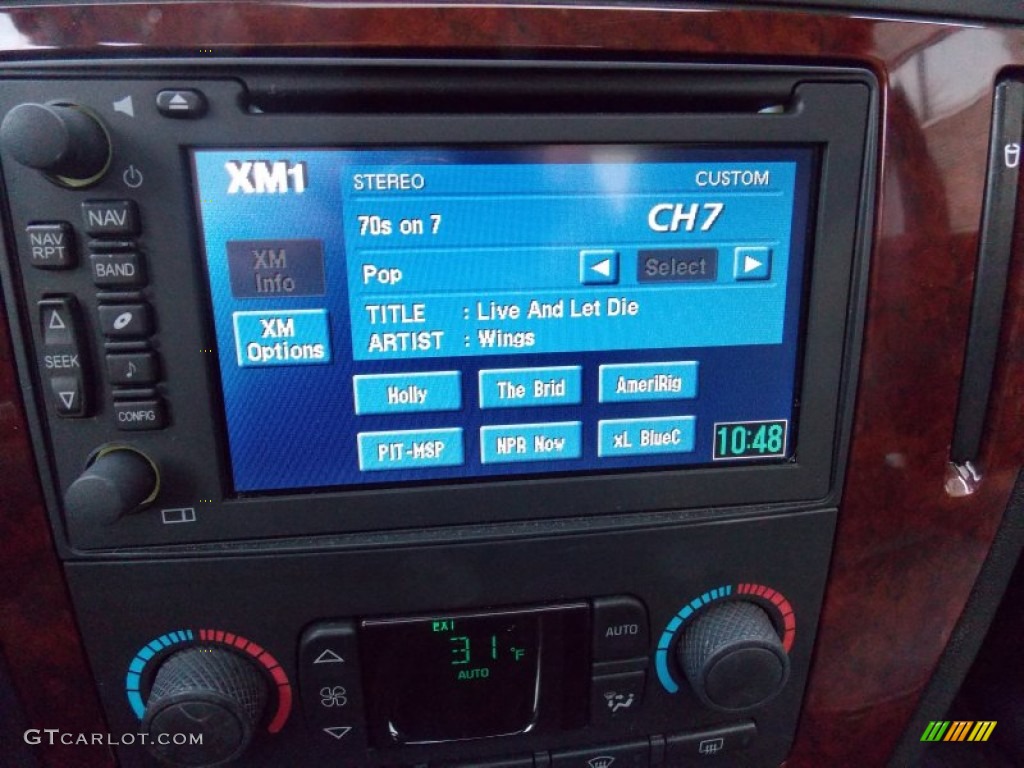 XM1
STEREO CUSTOM
70s on 7 CH7
XM Info
Pop Select
TITLE : Live And Let Die
ARTIST : Wings
XM Options
Holly The Brid AmeriRig
PIT-MSP NPR Now xL BlueC
10:48
NAV
NAV RPT
BAND
SEEK
CONFIG
EXT
31 °F
AUTO
AUTO
GTCARLOT.COM